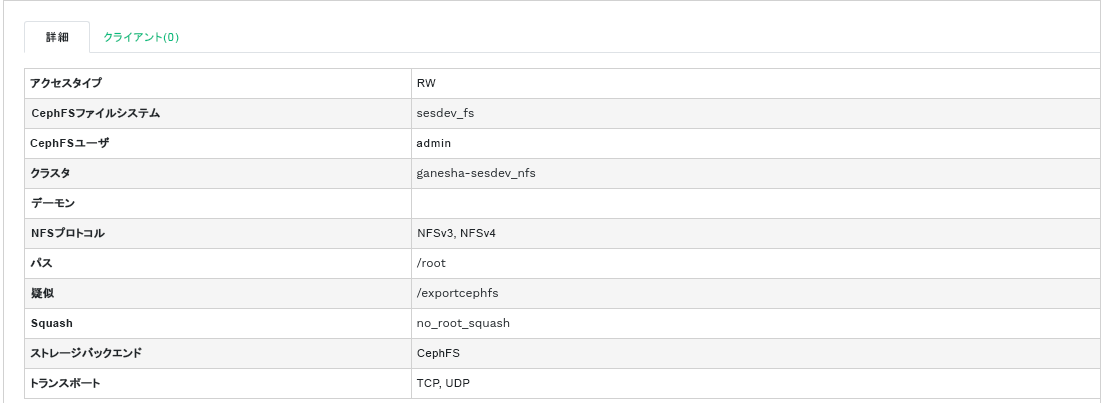 詳細 クライアント(0)
アクセスタイプ RW
CephFSファイルシステム sesdev_fs
CephFSユーザ admin
クラスタ ganesha-sesdev_nfs
デーモン
NFSプロトコル NFSv3, NFSv4
パス /root
疑似 /exportcephfs
Squash no_root_squash
ストレージバックエンド CephFS
トランスポート TCP, UDP